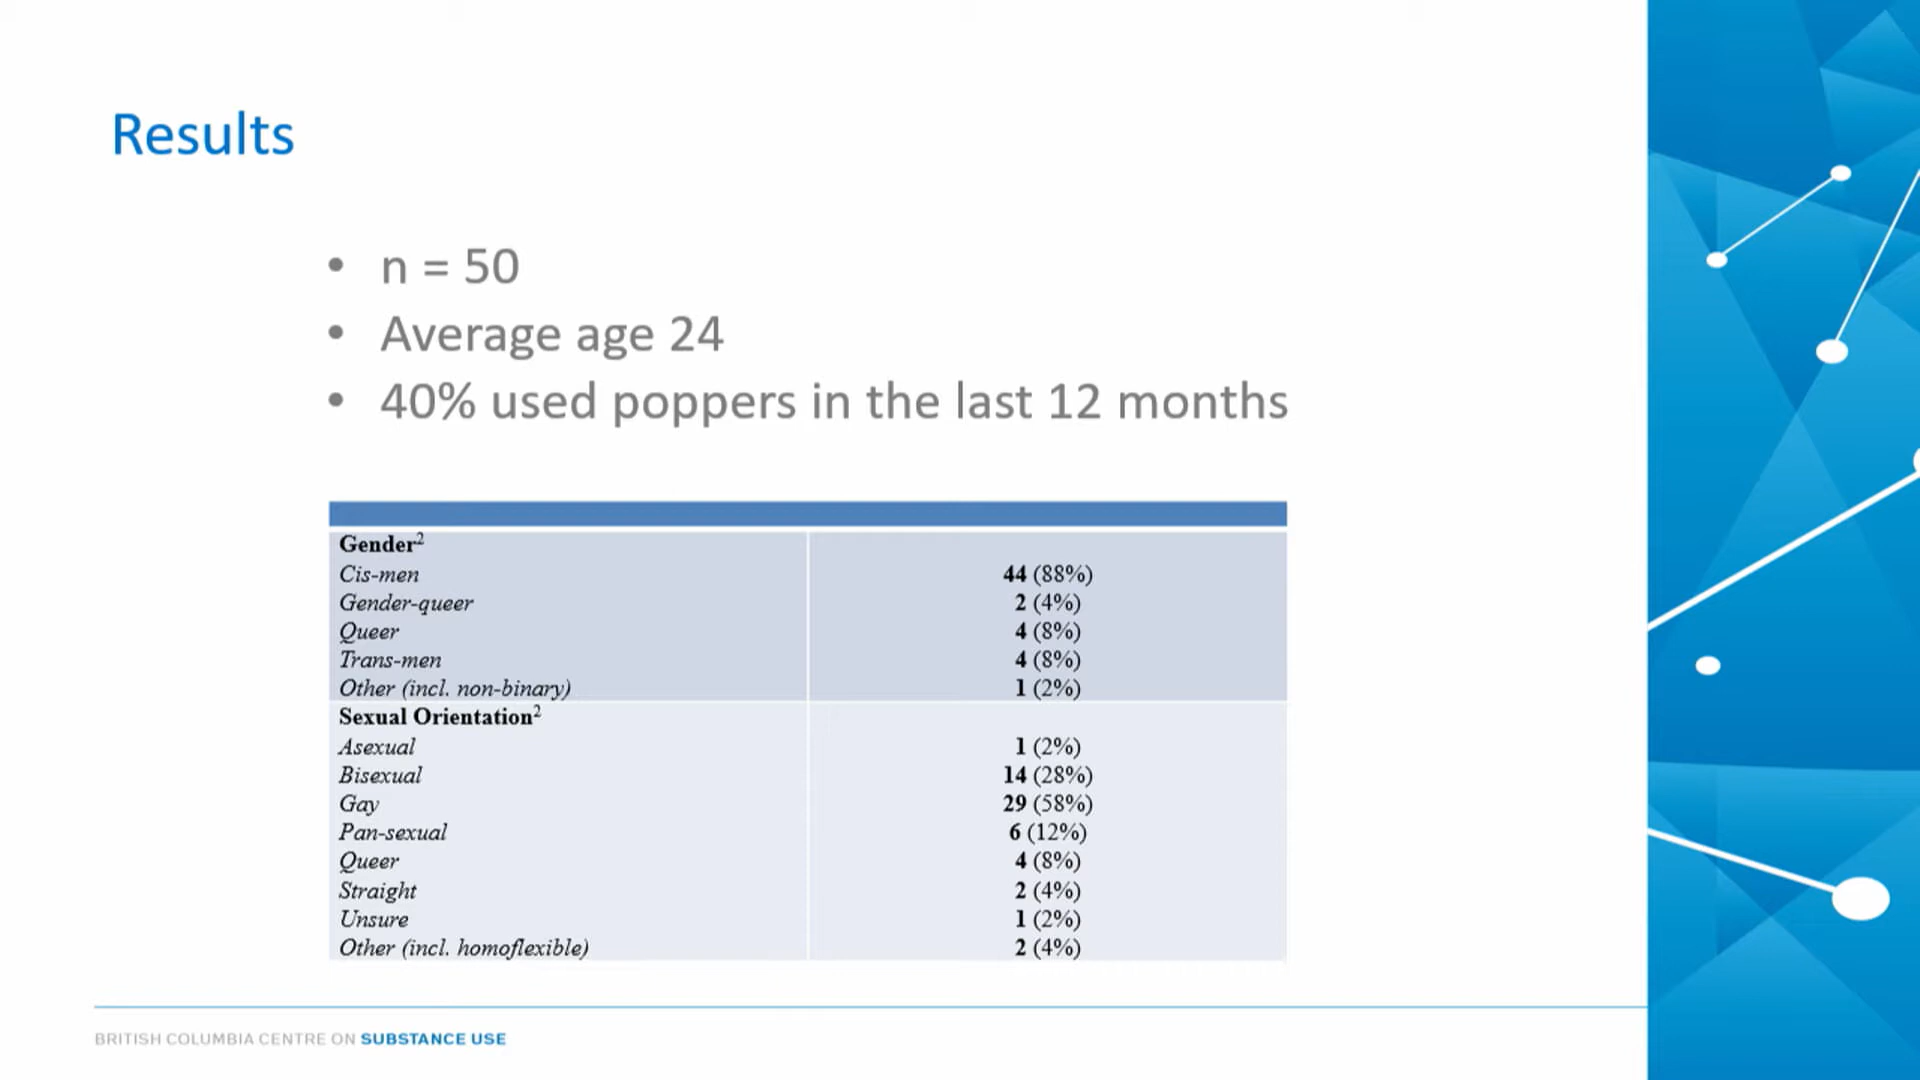 Results
• n = 50
• Average age 24
• 40% used poppers in the last 12 months
Gender²
Cis-men 44 (88%)
Gender-queer 2 (4%)
Queer 4 (8%)
Trans-men 4 (8%)
Other (incl. non-binary) 1 (2%)
Sexual Orientation²
Asexual 1 (2%)
Bisexual 14 (28%)
Gay 29 (58%)
Pan-sexual 6 (12%)
Queer 4 (8%)
Straight 2 (4%)
Unsure 1 (2%)
Other (incl. homoflexible) 2 (4%)
BRITISH COLUMBIA CENTRE ON SUBSTANCE USE